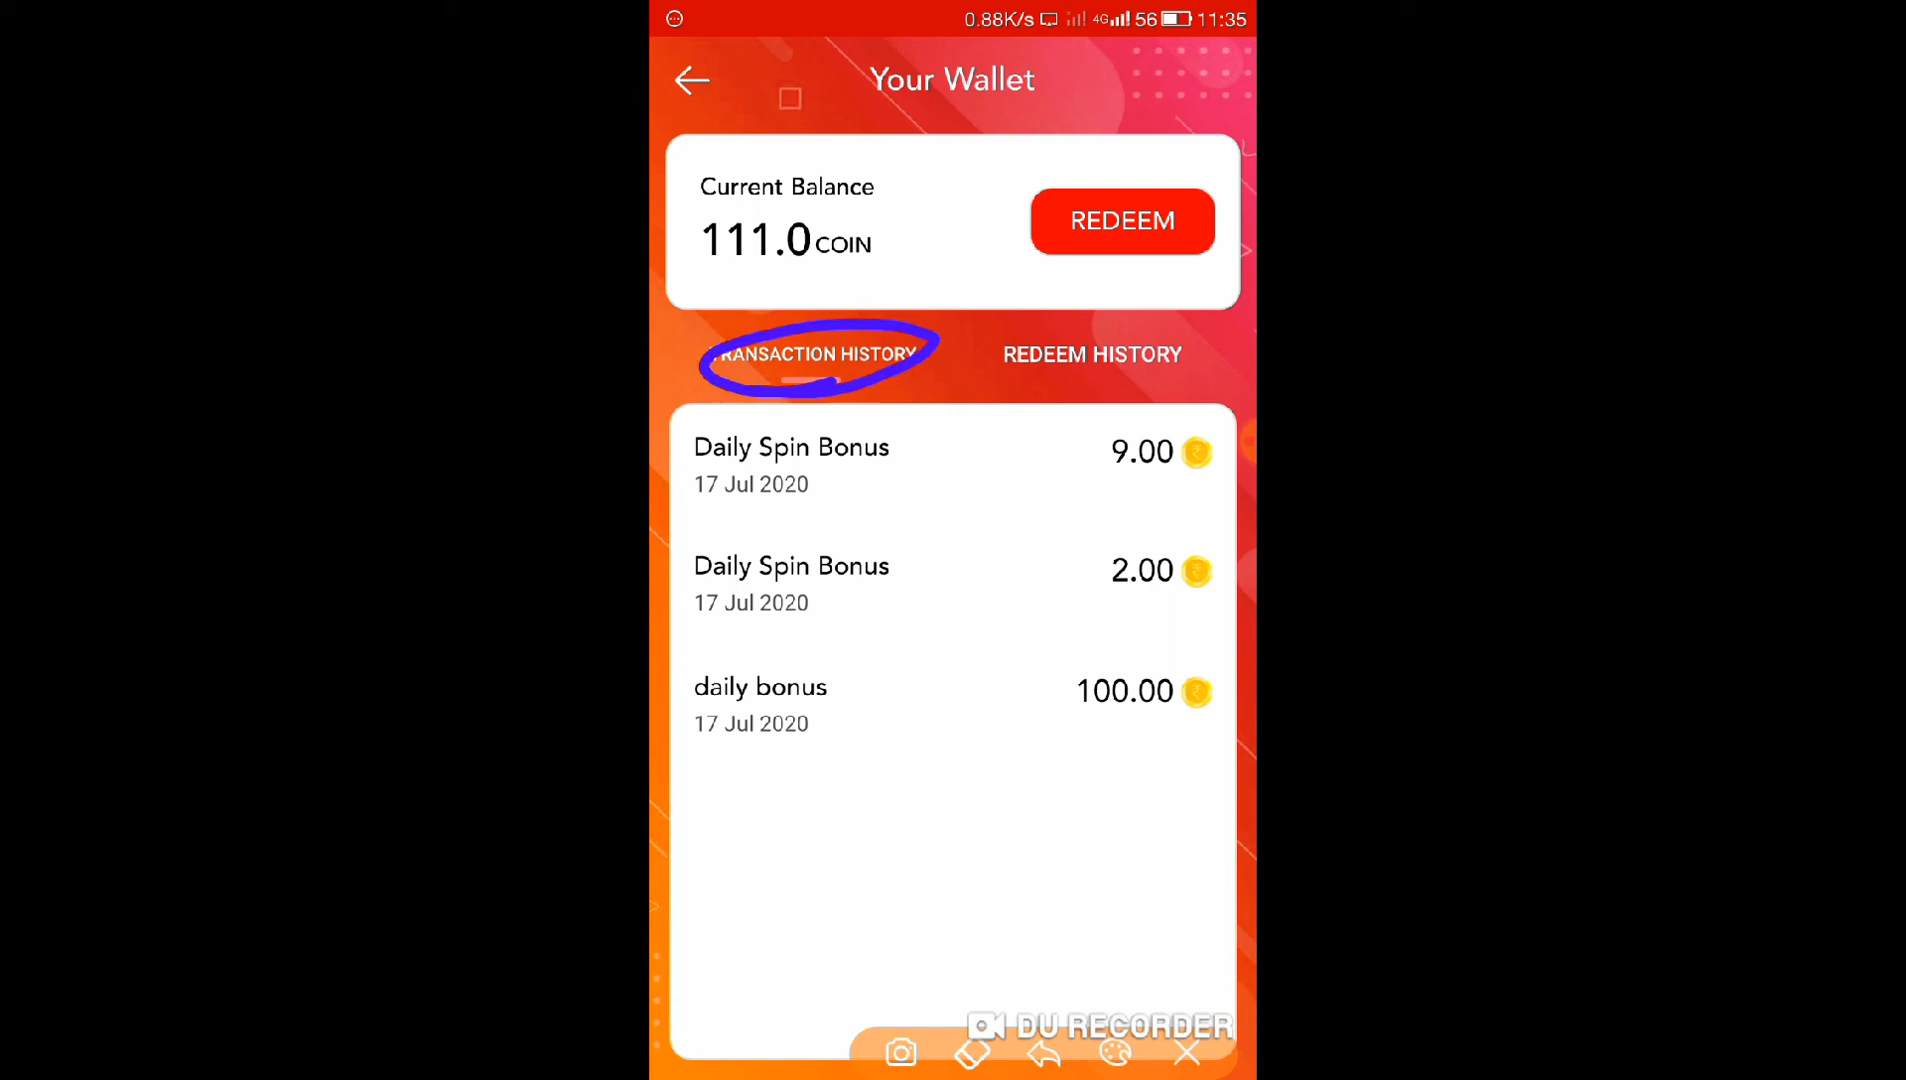 0.88K/s 4G 56 11:35
Your Wallet
Current Balance
111.0 COIN
REDEEM
TRANSACTION HISTORY
REDEEM HISTORY
Daily Spin Bonus
9.00
17 Jul 2020
Daily Spin Bonus
2.00
17 Jul 2020
daily bonus
100.00
17 Jul 2020
DU RECORDER